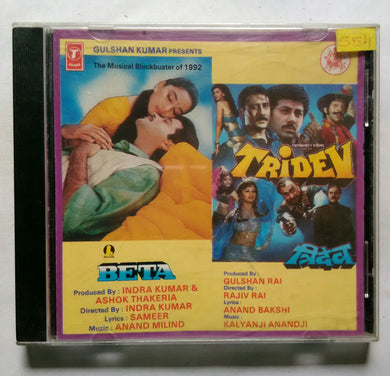 GULSHAN KUMAR PRESENTS
The Musical Blockbuster of 1992
T-SERIES
554
BETA
Produced By : INDRA KUMAR &
ASHOK THAKERIA
Directed By : INDRA KUMAR
Lyrics : SAMEER
Music : ANAND MILIND
TRIDEV
त्रिदेव
Produced By :
GULSHAN RAI
Directed By :
RAJIV RAI
Lyrics :
ANAND BAKSHI
Music :
KALYANJI ANANDJI